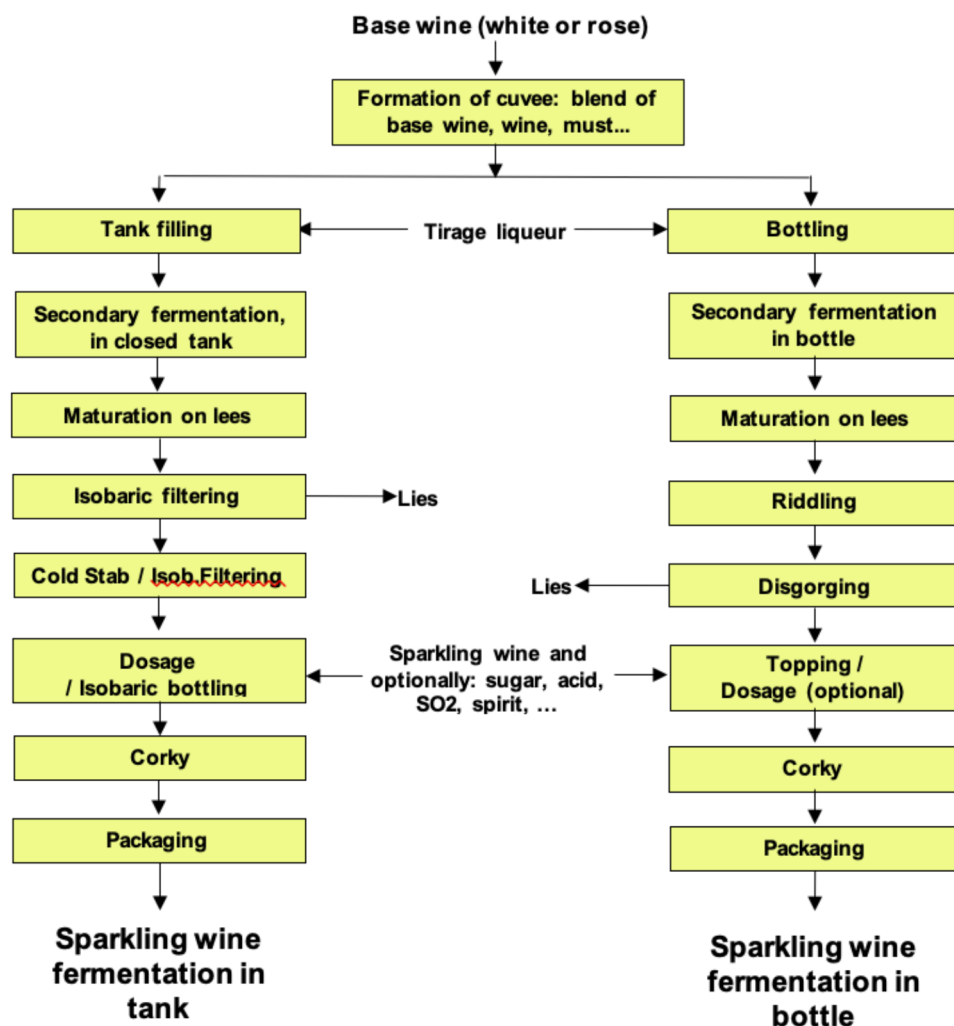 Base wine (white or rose)
Formation of cuvee: blend of
base wine, wine, must...
Tank filling
Tirage liqueur
Bottling
Secondary fermentation,
in closed tank
Secondary fermentation
in bottle
Maturation on lees
Maturation on lees
Isobaric filtering
Lies
Riddling
Cold Stab / Isob.Filtering
Lies
Disgorging
Dosage
/ Isobaric bottling
Sparkling wine and
optionally: sugar, acid,
SO2, spirit, ...
Topping /
Dosage (optional)
Corky
Corky
Packaging
Packaging
Sparkling wine
fermentation in
tank
Sparkling wine
fermentation in
bottle